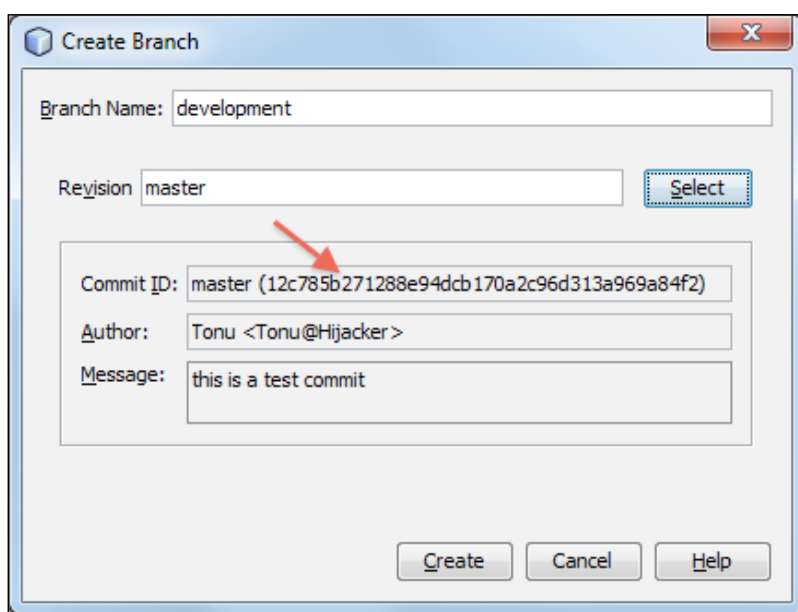 Create Branch
Branch Name: development
Revision master Select
Commit ID: master (12c785b271288e94dcb170a2c96d313a969a84f2)
Author: Tonu <Tonu@Hijacker>
Message: this is a test commit
Create Cancel Help